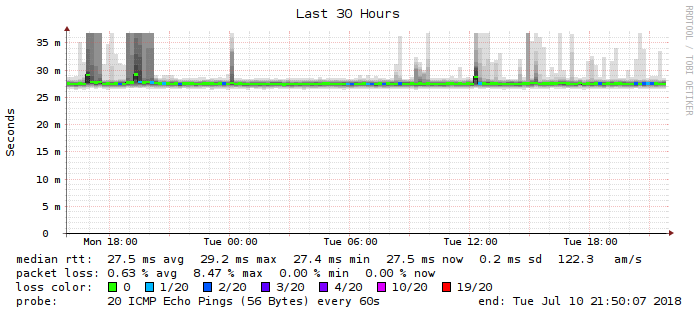 Last 30 Hours
RRDTOOL / TOBI OETIKER
Seconds
35 m
30 m
25 m
20 m
15 m
10 m
5 m
0
Mon 18:00 Tue 00:00 Tue 06:00 Tue 12:00 Tue 18:00
median rtt: 27.5 ms avg 29.2 ms max 27.4 ms min 27.5 ms now 0.2 ms sd 122.3 am/s
packet loss: 0.63 % avg 8.47 % max 0.00 % min 0.00 % now
loss color: 0 1/20 2/20 3/20 4/20 10/20 19/20
probe: 20 ICMP Echo Pings (56 Bytes) every 60s end: Tue Jul 10 21:50:07 2018